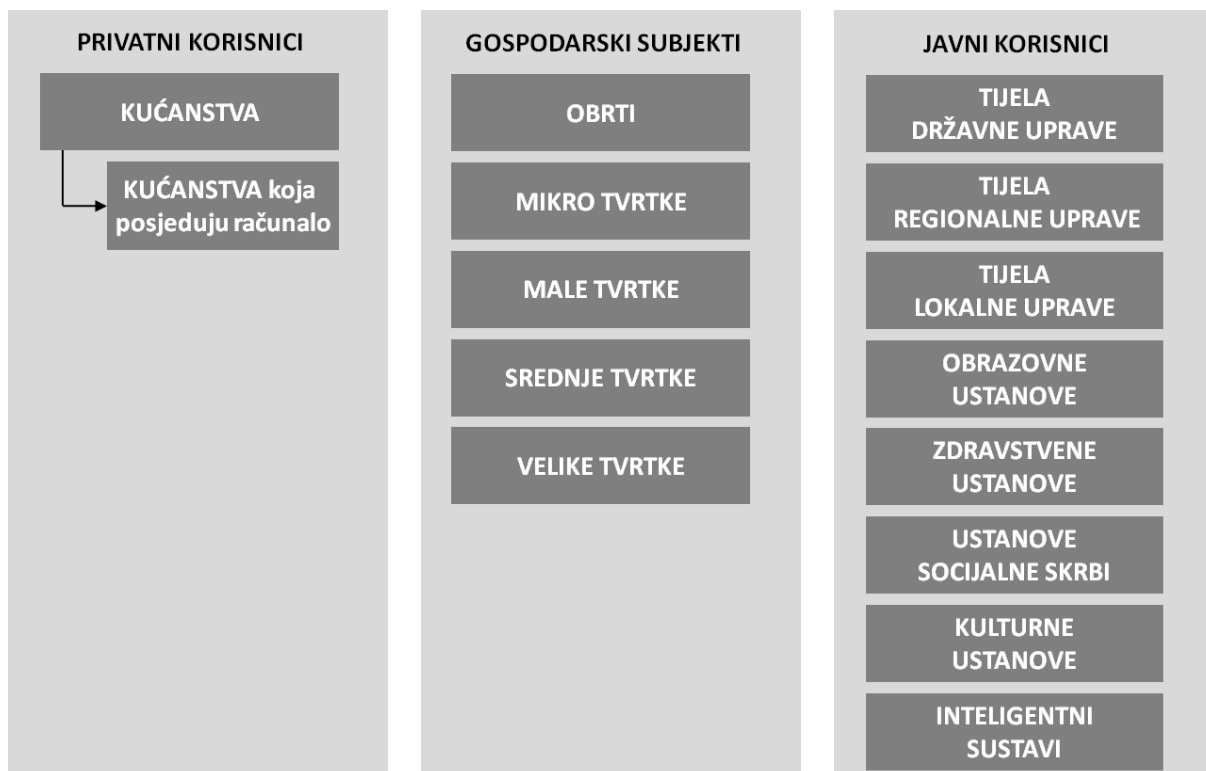 PRIVATNI KORISNICI
KUĆANSTVA
KUĆANSTVA koja
posjeduju računalo
GOSPODARSKI SUBJEKTI
OBRTI
MIKRO TVRTKE
MALE TVRTKE
SREDNJE TVRTKE
VELIKE TVRTKE
JAVNI KORISNICI
TIJELA
DRŽAVNE UPRAVE
TIJELA
REGIONALNE UPRAVE
TIJELA
LOKALNE UPRAVE
OBRAZOVNE
USTANOVE
ZDRAVSTVENE
USTANOVE
USTANOVE
SOCIJALNE SKRBI
KULTURNE
USTANOVE
INTELIGENTNI
SUSTAVI